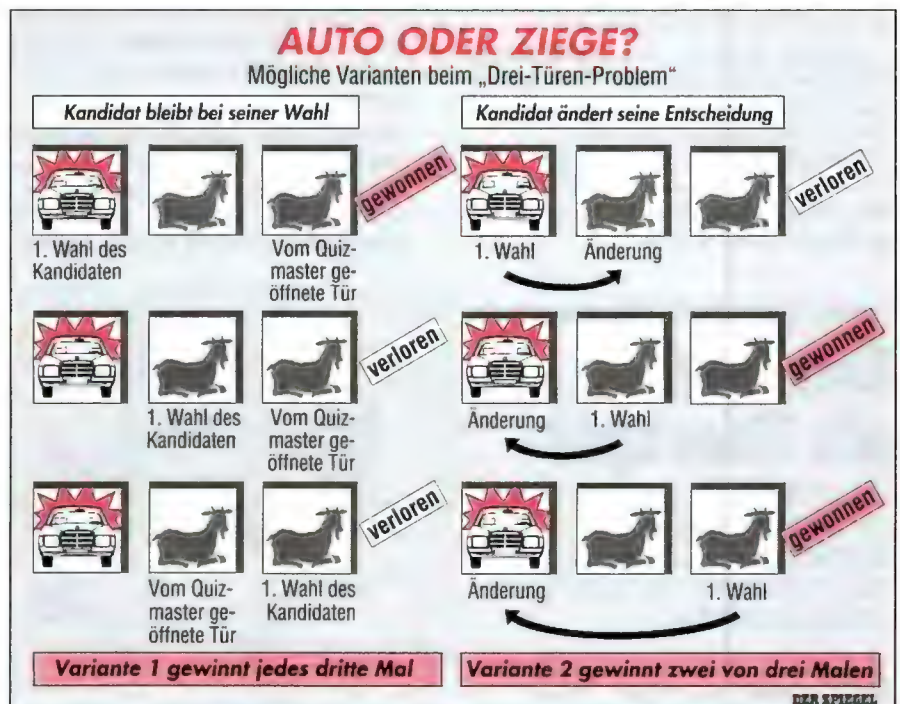 AUTO ODER ZIEGE?
Mögliche Varianten beim „Drei-Türen-Problem“
Kandidat bleibt bei seiner Wahl
gewonnen
1. Wahl des
Kandidaten
Vom Quiz-
master ge-
öffnete Tür
verloren
1. Wahl des
Kandidaten
Vom Quiz-
master ge-
öffnete Tür
verloren
Vom Quiz-
master ge-
öffnete Tür
1. Wahl des
Kandidaten
Variante 1 gewinnt jedes dritte Mal
Kandidat ändert seine Entscheidung
verloren
1. Wahl
Änderung
gewonnen
Änderung
1. Wahl
gewonnen
Änderung
1. Wahl
Variante 2 gewinnt zwei von drei Malen
DER SPIEGEL